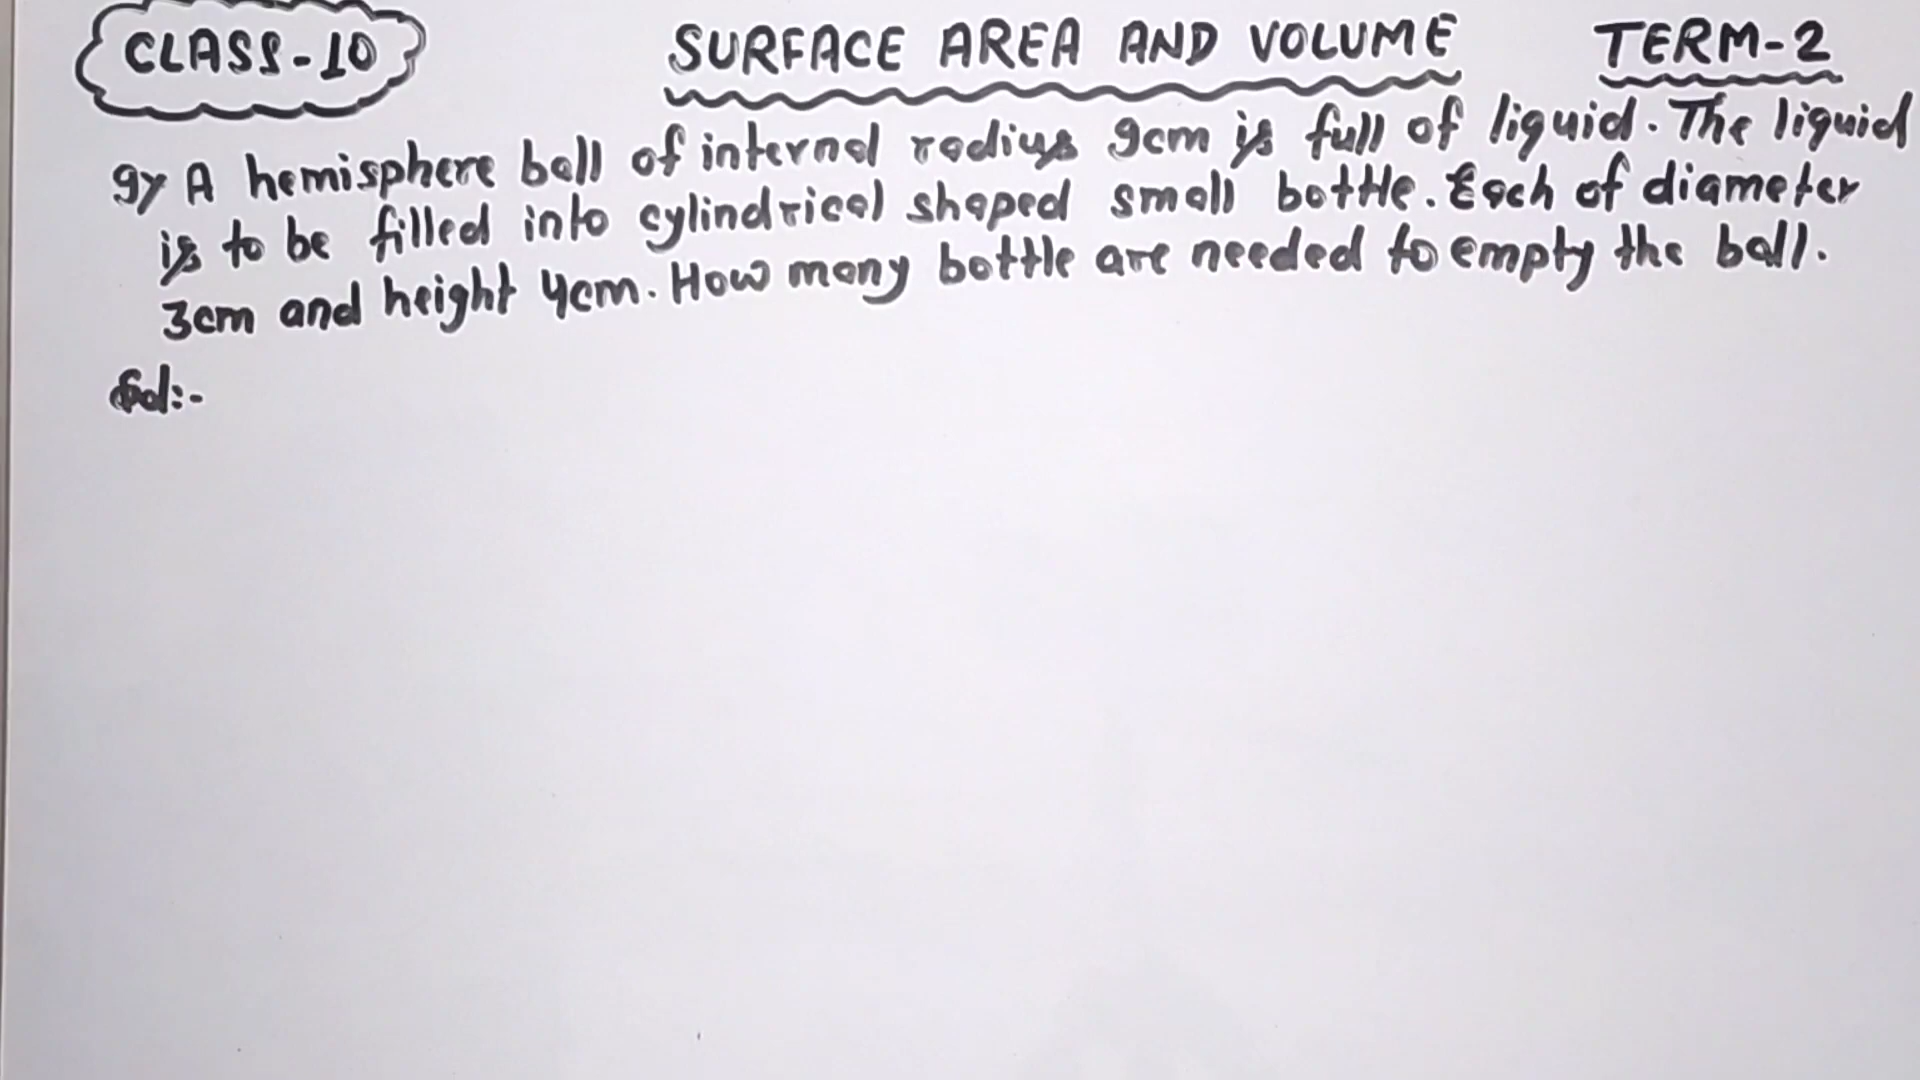 CLASS-10
SURFACE AREA AND VOLUME
TERM-2
9y A hemisphere ball of internal radius 9cm is full of liquid. The liquid
is to be filled into cylindrical shaped small bottle. Each of diameter
3cm and height 4cm. How many bottle are needed to empty the ball.
Sol:-